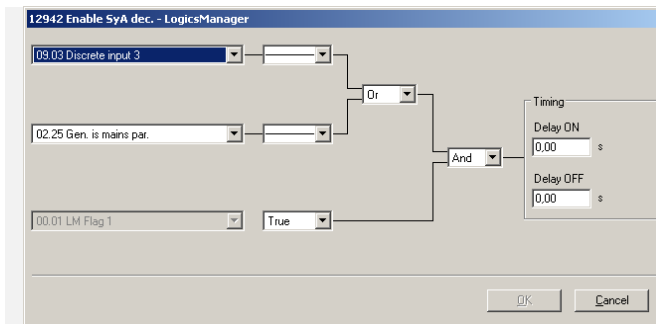 12942 Enable SyA dec. - LogicsManager
09.03 Discrete input 3
Or
Timing
Delay ON
0,00 s
02.25 Gen. is mains par.
And
Delay OFF
0,00 s
00.01 LM Flag 1
True
OK
Cancel